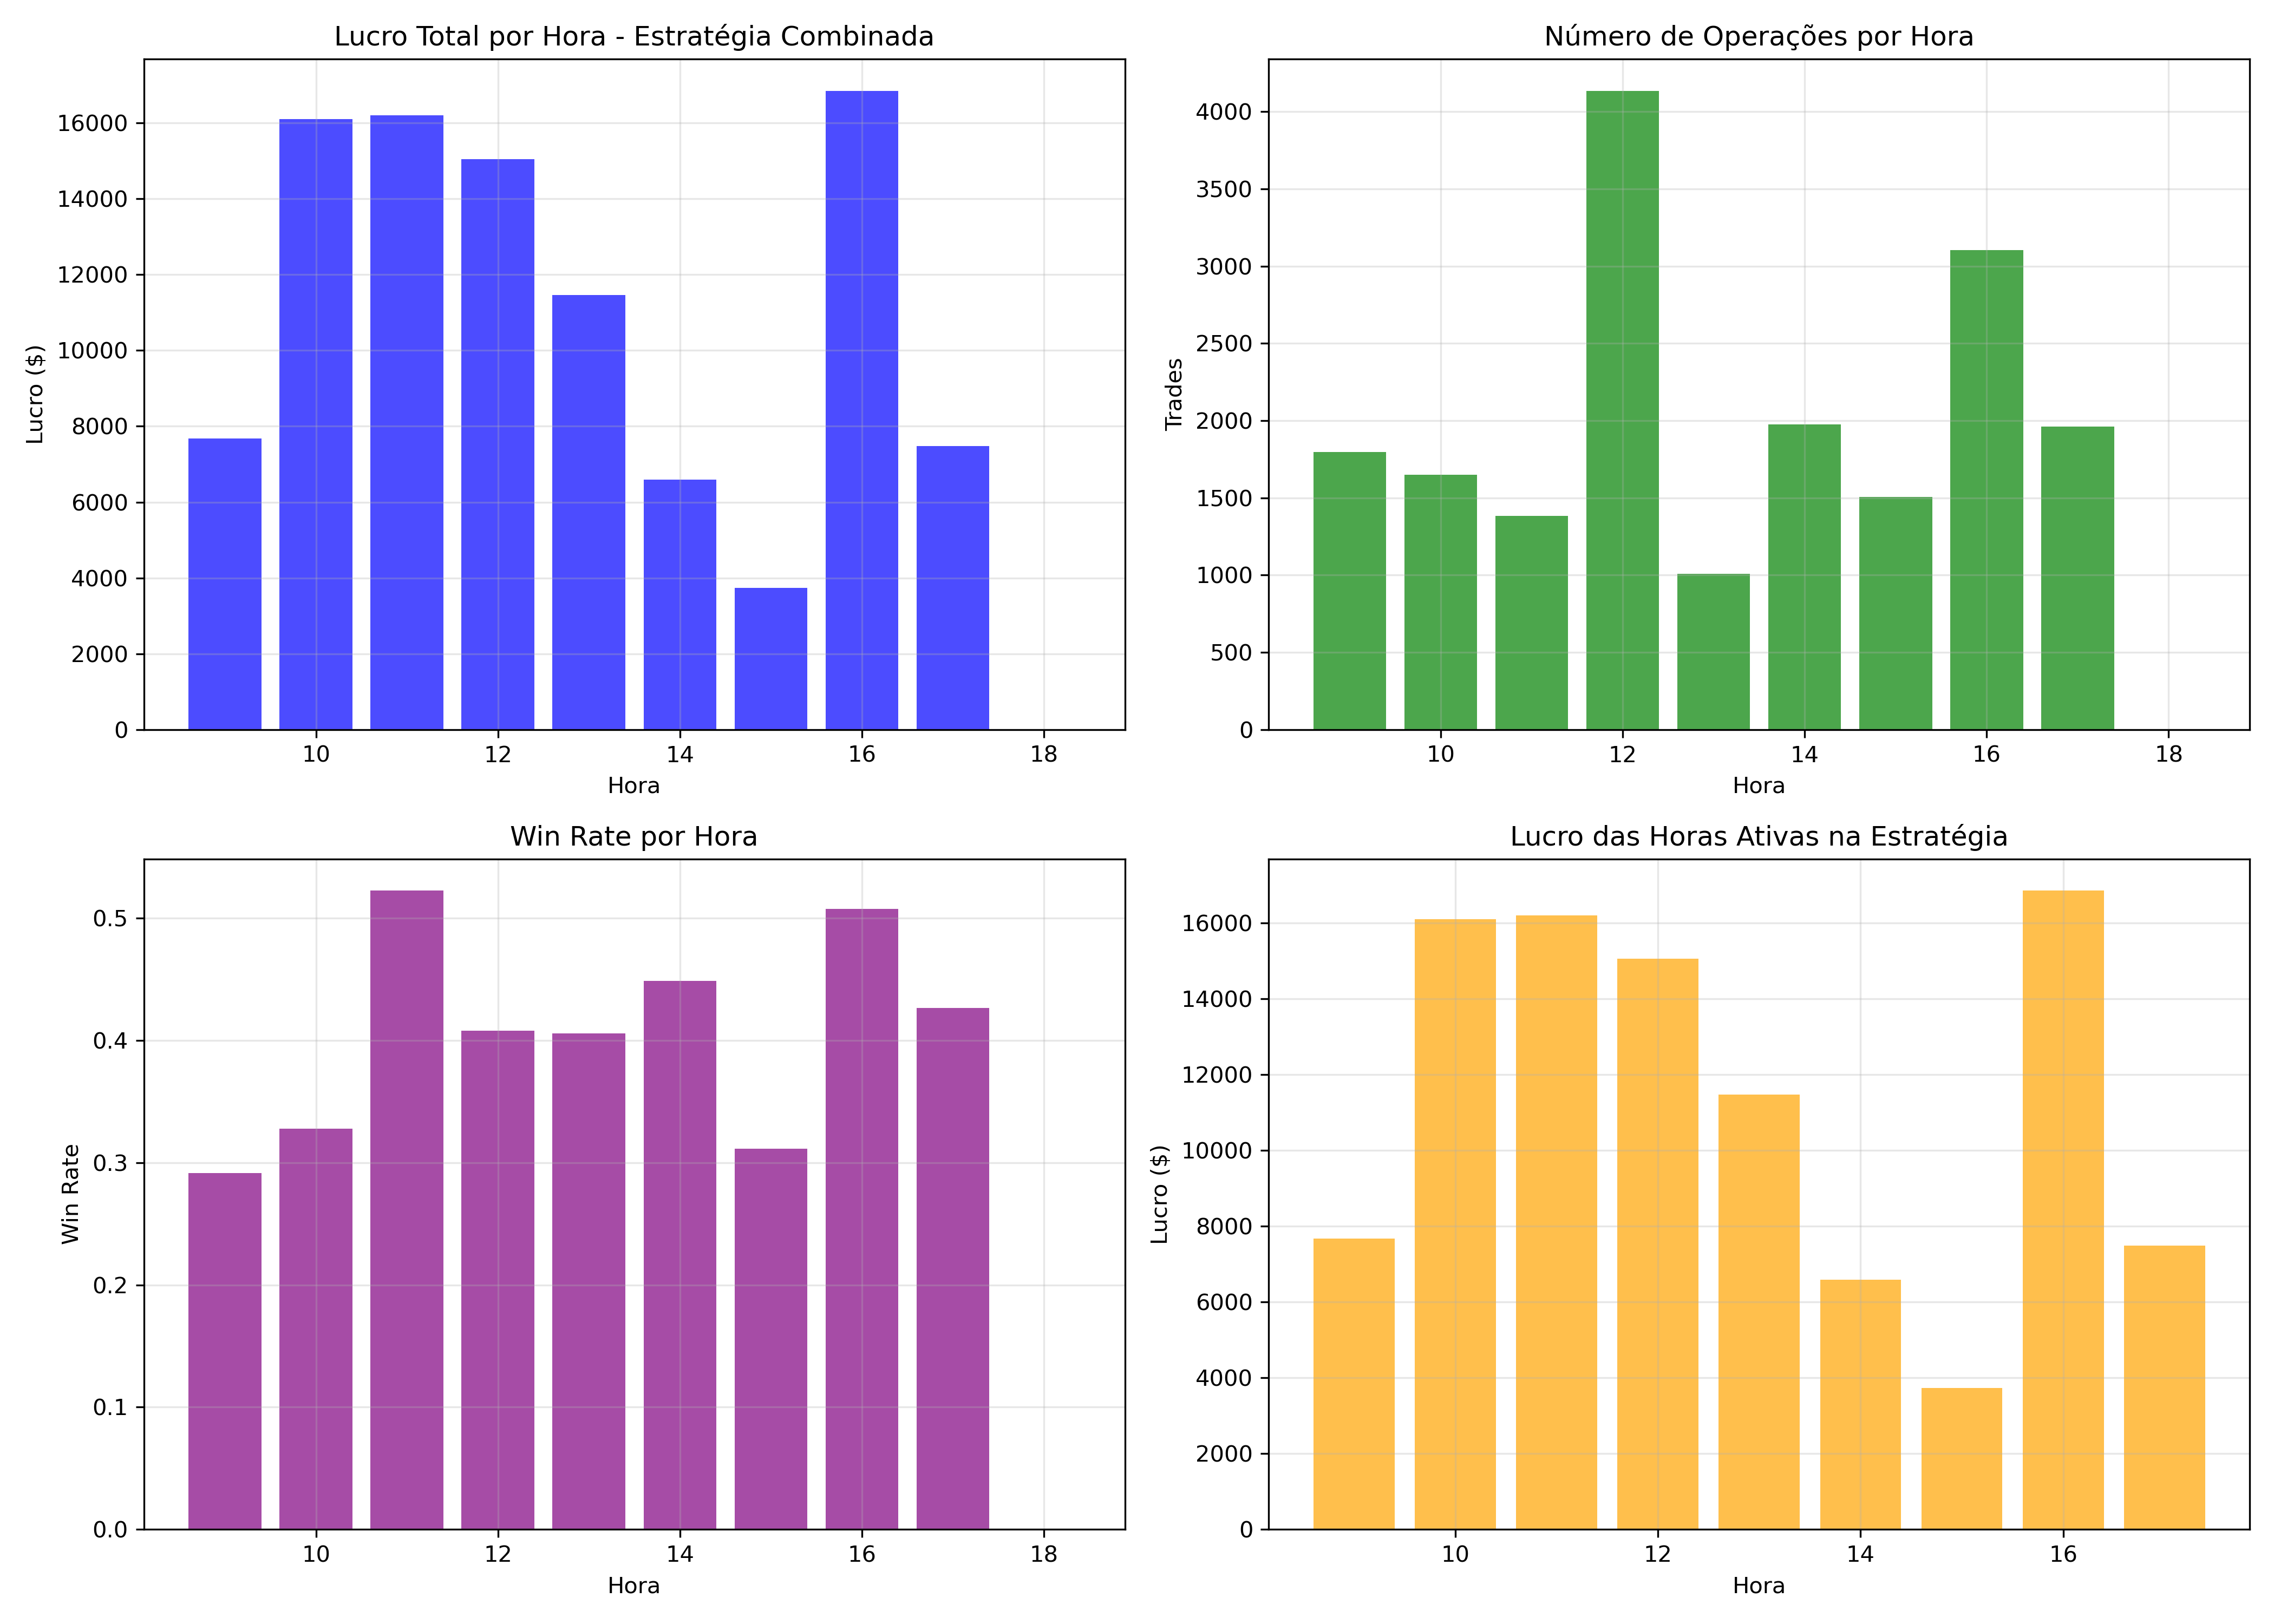 Lucro Total por Hora - Estratégia Combinada
Lucro ($)
16000
14000
12000
10000
8000
6000
4000
2000
0
10 12 14 16 18
Hora
Número de Operações por Hora
Trades
4000
3500
3000
2500
2000
1500
1000
500
0
10 12 14 16 18
Hora
Win Rate por Hora
Win Rate
0.5
0.4
0.3
0.2
0.1
0.0
10 12 14 16 18
Hora
Lucro das Horas Ativas na Estratégia
Lucro ($)
16000
14000
12000
10000
8000
6000
4000
2000
0
10 12 14 16
Hora